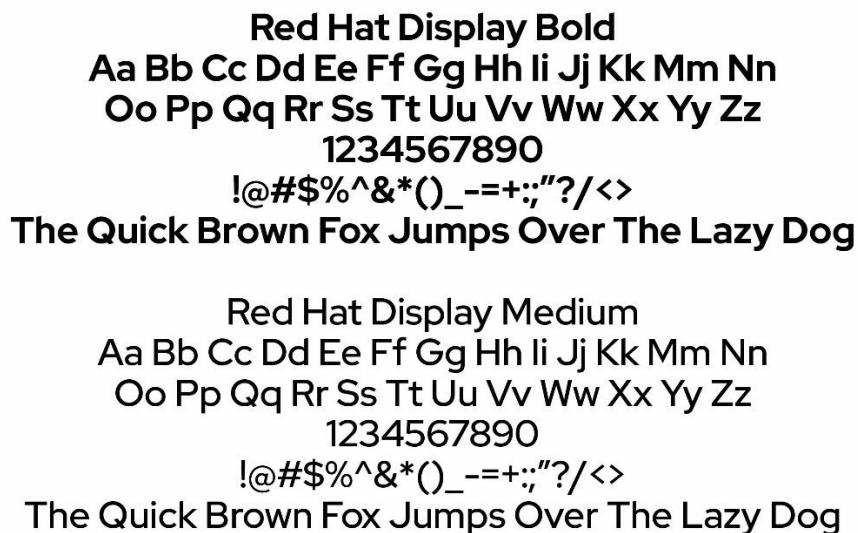 Red Hat Display Bold
Aa Bb Cc Dd Ee Ff Gg Hh Ii Jj Kk Mm Nn
Oo Pp Qq Rr Ss Tt Uu Vv Ww Xx Yy Zz
1234567890
!@#$%^&*()_-=+:;”?/<>
The Quick Brown Fox Jumps Over The Lazy Dog
Red Hat Display Medium
Aa Bb Cc Dd Ee Ff Gg Hh Ii Jj Kk Mm Nn
Oo Pp Qq Rr Ss Tt Uu Vv Ww Xx Yy Zz
1234567890
!@#$%^&*()_-=+:;”?/<>
The Quick Brown Fox Jumps Over The Lazy Dog